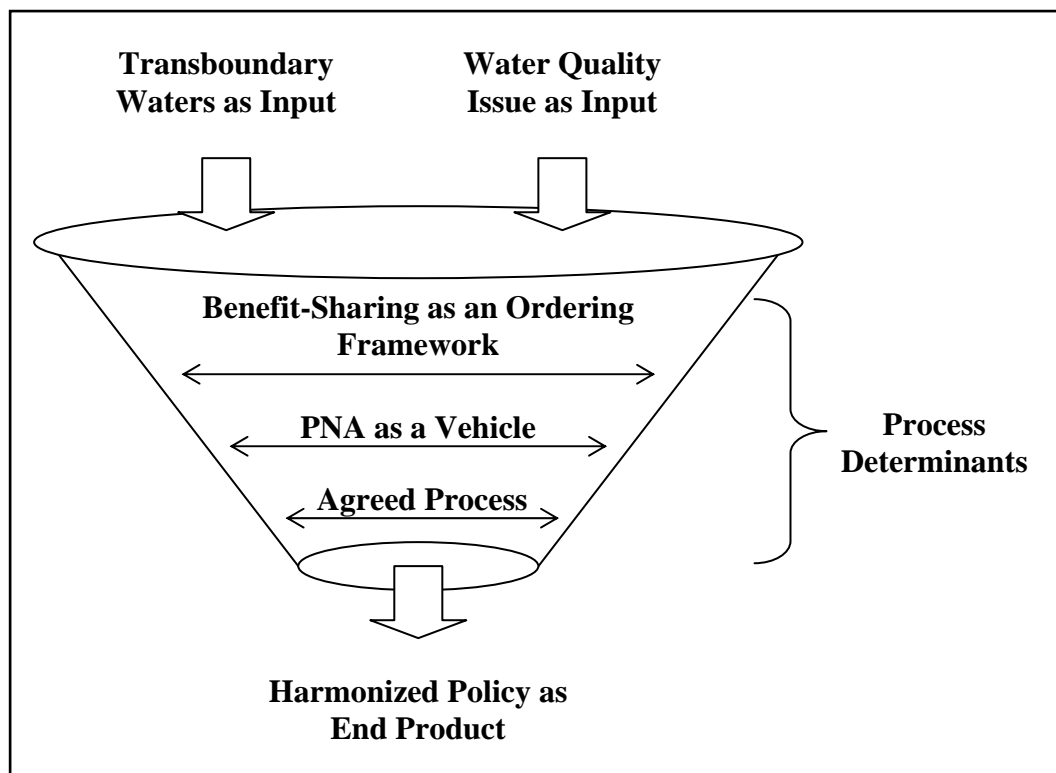 Transboundary
Waters as Input
Water Quality
Issue as Input
Benefit-Sharing as an Ordering
Framework
PNA as a Vehicle
Agreed Process
Process
Determinants
Harmonized Policy as
End Product